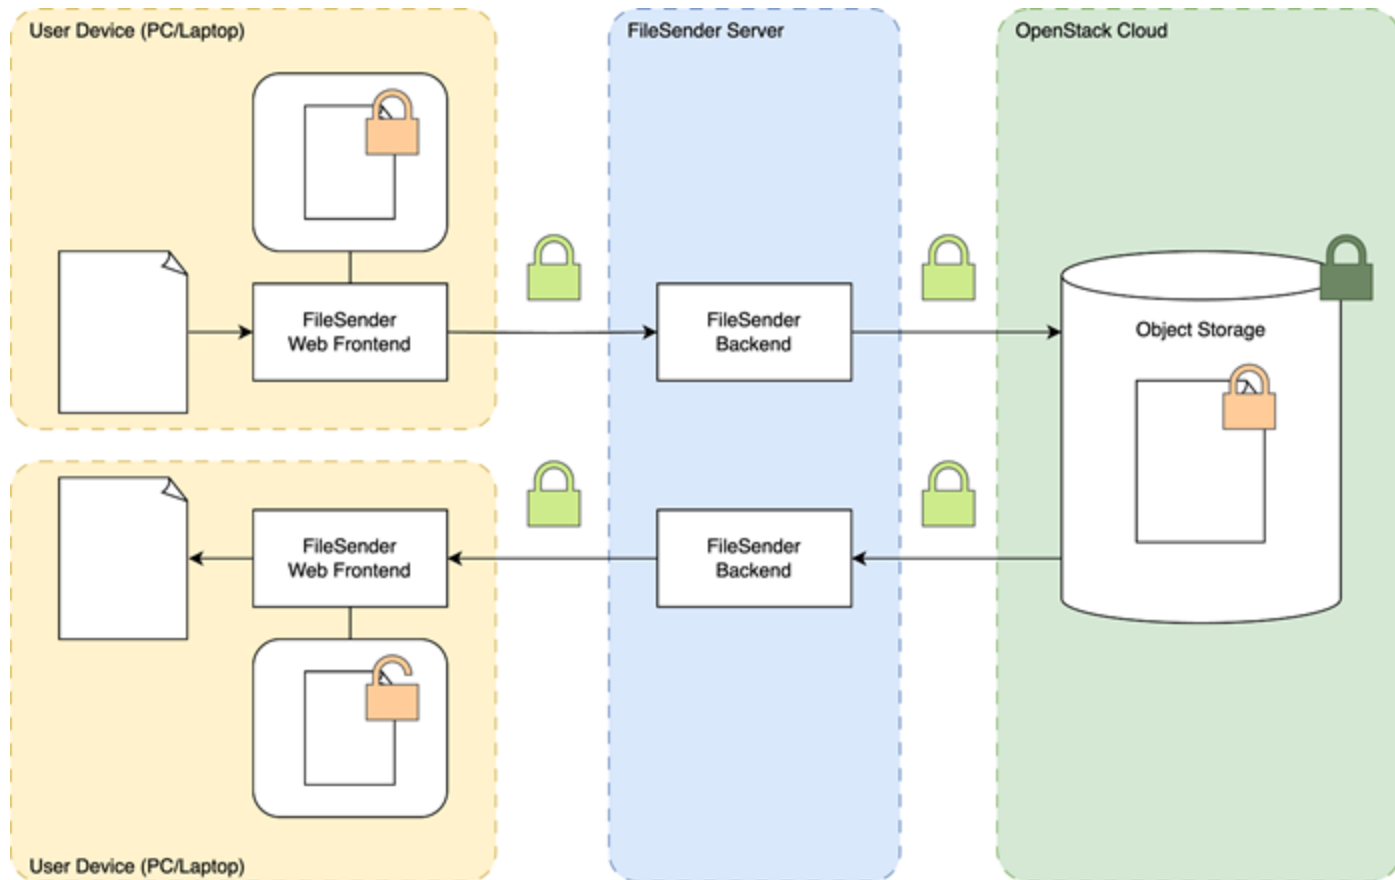 User Device (PC/Laptop)
FileSender Server
OpenStack Cloud
FileSender
Web Frontend
FileSender
Backend
Object Storage
FileSender
Web Frontend
FileSender
Backend
User Device (PC/Laptop)